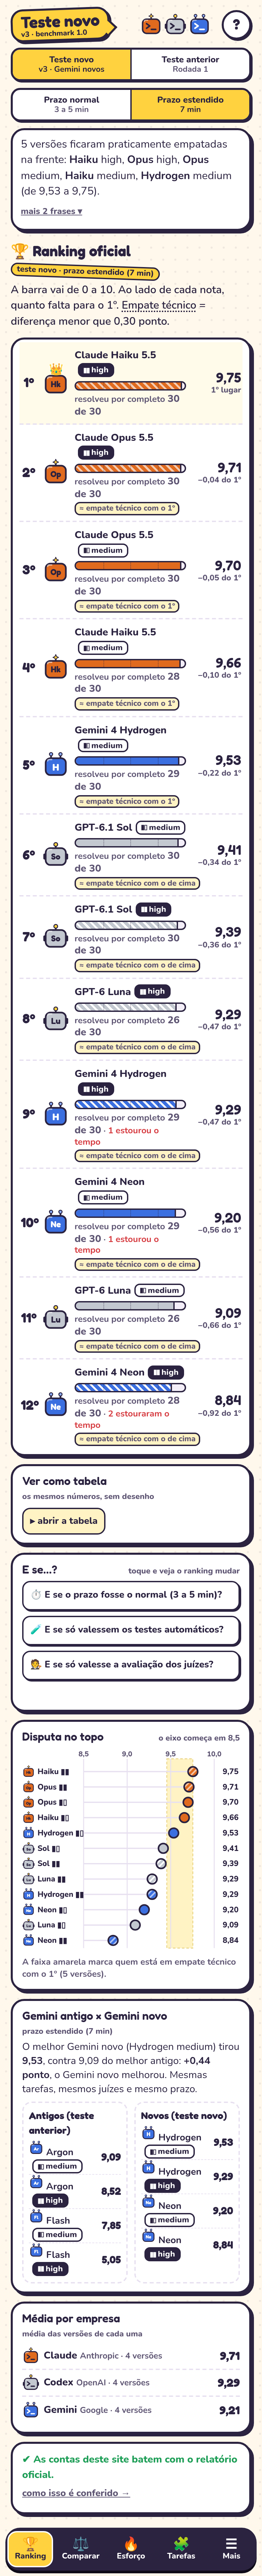 Teste novo
v3 · benchmark 1.0
?
Teste novo
v3 · Gemini novos
Teste anterior
Rodada 1
Prazo normal
3 a 5 min
Prazo estendido
7 min
5 versões ficaram praticamente empatadas
na frente: Haiku high, Opus high, Opus
medium, Haiku medium, Hydrogen medium
(de 9,53 a 9,75).
mais 2 frases ▾
🏆 Ranking oficial
teste novo · prazo estendido (7 min)
A barra vai de 0 a 10. Ao lado de cada nota,
quanto falta para o 1º. Empate técnico =
diferença menor que 0,30 ponto.
1º
Hk
Claude Haiku 5.5
high
resolveu por completo 30
de 30
9,75
1º lugar
2º
Op
Claude Opus 5.5
high
resolveu por completo 30
de 30
≈ empate técnico com o 1º
9,71
−0,04 do 1º
3º
Op
Claude Opus 5.5
medium
resolveu por completo 30
de 30
≈ empate técnico com o 1º
9,70
−0,05 do 1º
4º
Hk
Claude Haiku 5.5
medium
resolveu por completo 28
de 30
≈ empate técnico com o 1º
9,66
−0,10 do 1º
5º
H
Gemini 4 Hydrogen
medium
resolveu por completo 29
de 30
≈ empate técnico com o 1º
9,53
−0,22 do 1º
6º
So
GPT-6.1 Sol medium
resolveu por completo 30
de 30
≈ empate técnico com o de cima
9,41
−0,34 do 1º
7º
So
GPT-6.1 Sol high
resolveu por completo 30
de 30
≈ empate técnico com o de cima
9,39
−0,36 do 1º
8º
Lu
GPT-6 Luna high
resolveu por completo 26
de 30
≈ empate técnico com o de cima
9,29
−0,47 do 1º
9º
H
Gemini 4 Hydrogen
high
resolveu por completo 29
de 30 · 1 estourou o
tempo
≈ empate técnico com o de cima
9,29
−0,47 do 1º
10º
Ne
Gemini 4 Neon
medium
resolveu por completo 29
de 30 · 1 estourou o
tempo
≈ empate técnico com o de cima
9,20
−0,56 do 1º
11º
Lu
GPT-6 Luna medium
resolveu por completo 26
de 30
≈ empate técnico com o de cima
9,09
−0,66 do 1º
12º
Ne
Gemini 4 Neon high
resolveu por completo 28
de 30 · 2 estouraram o
tempo
≈ empate técnico com o de cima
8,84
−0,92 do 1º
Ver como tabela
os mesmos números, sem desenho
▸ abrir a tabela
E se...?
toque e veja o ranking mudar
⏱️ E se o prazo fosse o normal (3 a 5 min)?
🧪 E se só valessem os testes automáticos?
🧑‍⚖️ E se só valesse a avaliação dos juízes?
Disputa no topo
o eixo começa em 8,5
8,5 9,0 9,5 10,0
Haiku 9,75
Opus 9,71
Opus 9,70
Haiku 9,66
Hydrogen 9,53
Sol 9,41
Sol 9,39
Luna 9,29
Hydrogen 9,29
Neon 9,20
Luna 9,09
Neon 8,84
A faixa amarela marca quem está em empate técnico
com o 1º (5 versões).
Gemini antigo x Gemini novo
prazo estendido (7 min)
O melhor Gemini novo (Hydrogen medium) tirou
9,53, contra 9,09 do melhor antigo: +0,44
ponto, o Gemini novo melhorou. Mesmas
tarefas, mesmos juízes e mesmo prazo.
Antigos (teste
anterior)
Argon
medium
9,09
Argon
high
8,52
Flash
medium
7,85
Flash
high
5,05
Novos (teste novo)
Hydrogen
medium
9,53
Hydrogen
high
9,29
Neon
medium
9,20
Neon
high
8,84
Média por empresa
média das versões de cada uma
Claude Anthropic · 4 versões 9,71
Codex OpenAI · 4 versões 9,29
Gemini Google · 4 versões 9,21
✔ As contas deste site batem com o relatório
oficial.
como isso é conferido →
Ranking
Comparar
Esforço
Tarefas
Mais